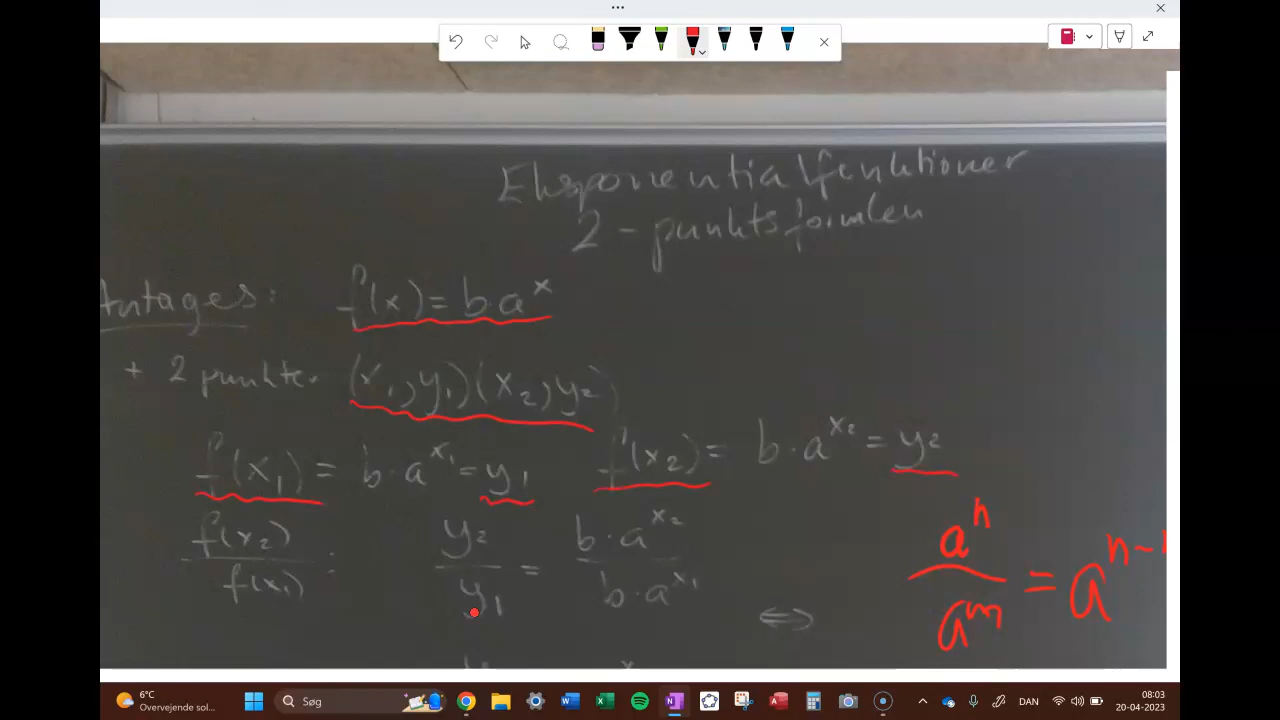 Eksponentialfunktioner
2-punktsformlen
Antages: f(x) = b·a^x
+ 2 punkter (x₁, y₁) (x₂, y₂)
f(x₁) = b·a^x₁ = y₁ f(x₂) = b·a^x₂ = y₂
f(x₂)/f(x₁) : y₂/y₁ = b·a^x₂/b·a^x₁ ⇔
a^n/a^m = a^n-
6°C
Overvejende sol...
Søg
DAN
08:03
20-04-2023